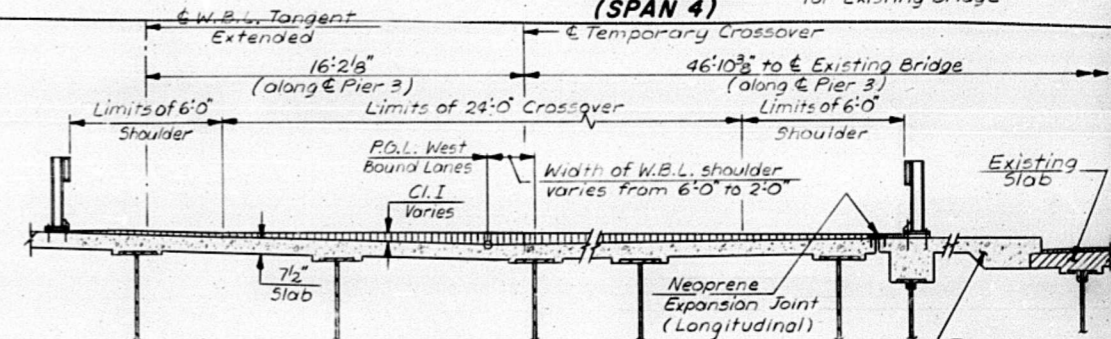 (SPAN 4)
for Existing Bridge
℄ W.B.L. Tangent
Extended
℄ Temporary Crossover
16'-2⅛"
(along ℄ Pier 3)
46'-10⅜" to ℄ Existing Bridge
(along ℄ Pier 3)
Limits of 6'-0"
Shoulder
Limits of 24'-0" Crossover
Limits of 6'-0"
Shoulder
P.G.L. West
Bound Lanes
Width of W.B.L. shoulder
varies from 6'-0" to 2'-0"
Existing
Slab
Cl. I
Varies
7½"
Slab
Neoprene
Expansion Joint
(Longitudinal)